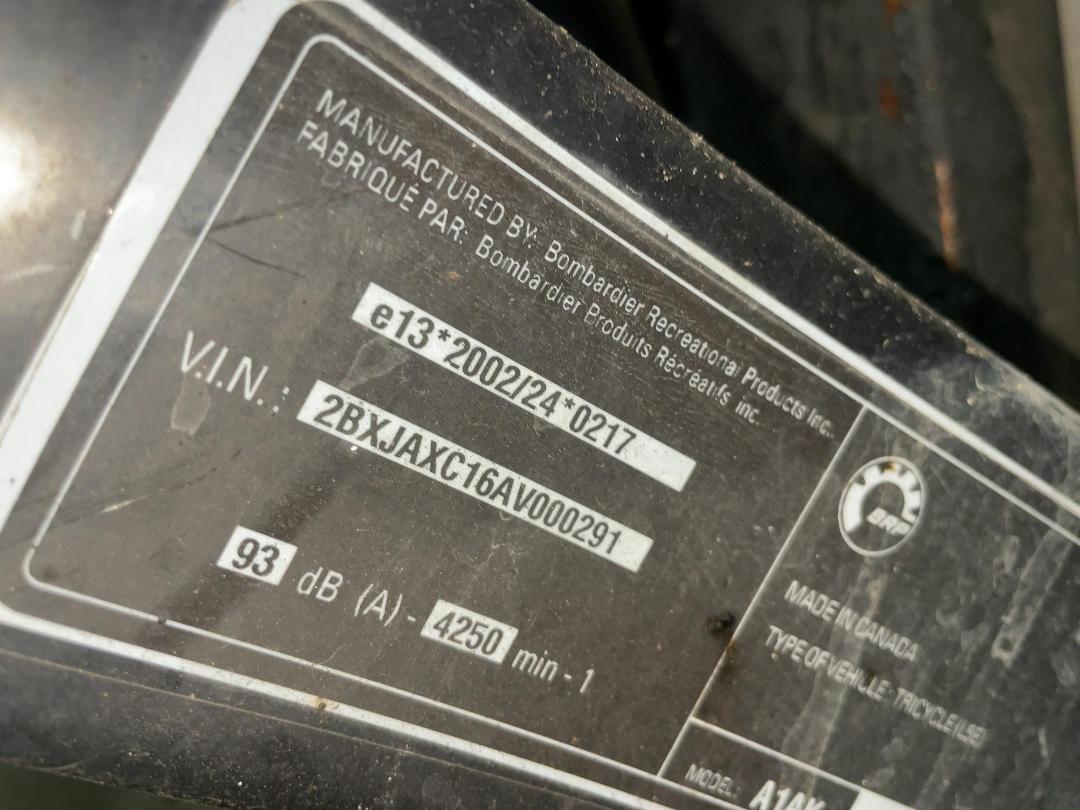 MANUFACTURED BY: Bombardier Recreational Products Inc.
FABRIQUÉ PAR: Bombardier Produits Récréatifs inc.
e13*2002/24*0217
V.I.N.: 2BXJAXC16AV000291
93 dB (A) - 4250 min - 1
BRP
MADE IN CANADA
TYPE OF VEHICLE: TRICYCLE
MODEL: